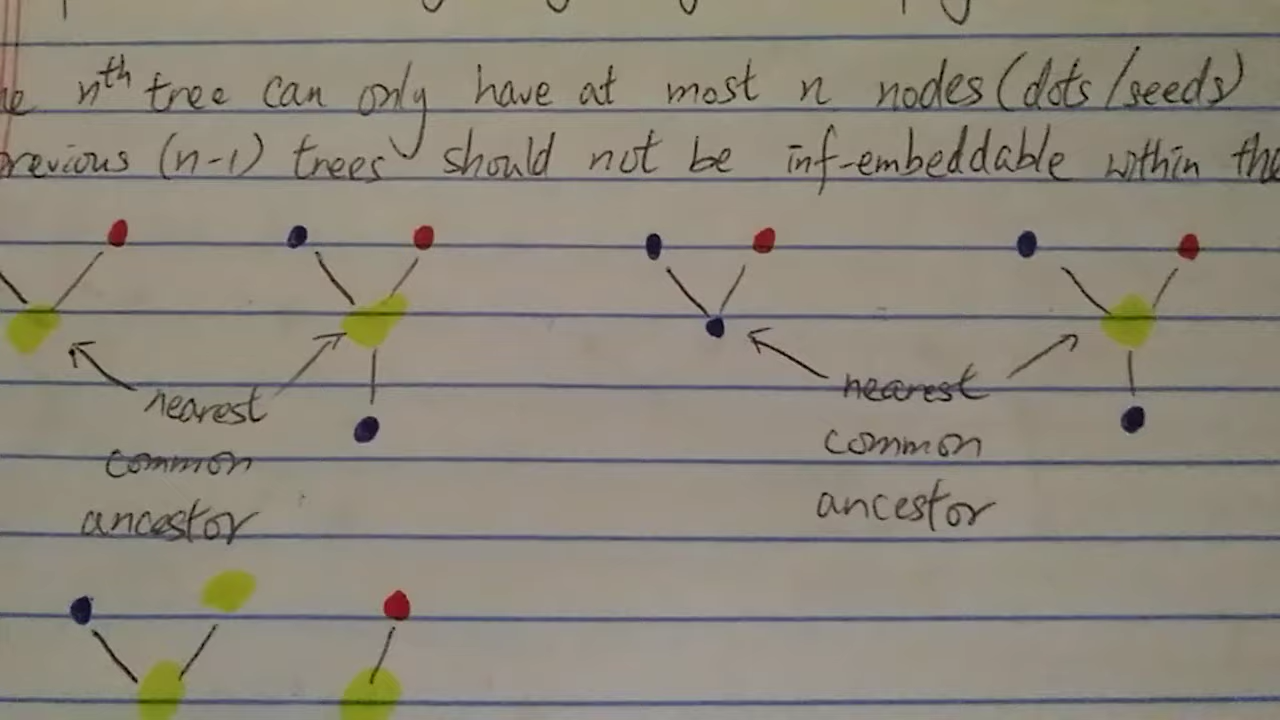 nth tree can only have at most n nodes (dots/seeds)
previous (n-1) trees should not be inf-embeddable within the
nearest
common
ancestor
nearest
common
ancestor